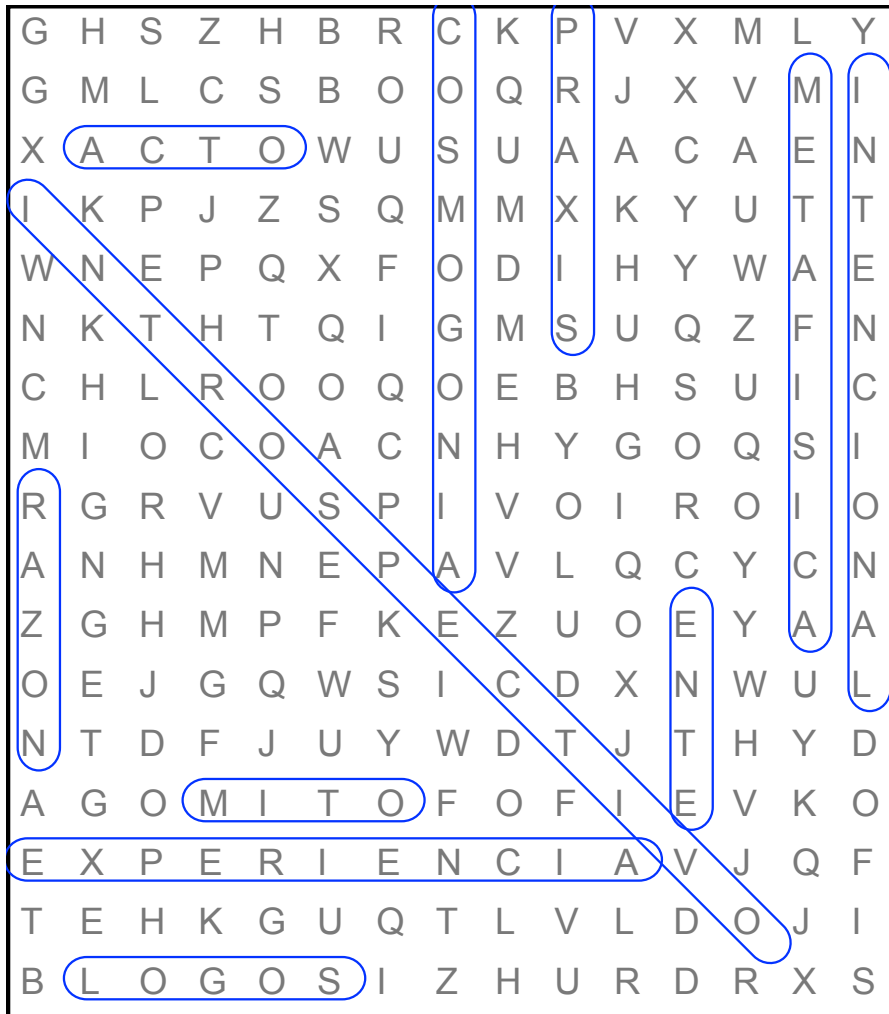 G H S Z H B R C K P V X M L Y
G M L C S B O O Q R J X V M I
X A C T O W U S U A A C A E N
I K P J Z S Q M M X K Y U T T
W N E P Q X F O D I H Y W A E
N K T H T Q I G M S U Q Z F N
C H L R O O Q O E B H S U I C
M I O C O A C N H Y G O Q S I
R G R V U S P I V O I R O I O
A N H M N E P A V L Q C Y C N
Z G H M P F K E Z U O E Y A A
O E J G Q W S I C D X N W U L
N T D F J U Y W D T J T H Y D
A G O M I T O F O F I E V K O
E X P E R I E N C I A V J Q F
T E H K G U Q T L V L D O J I
B L O G O S I Z H U R D R X S